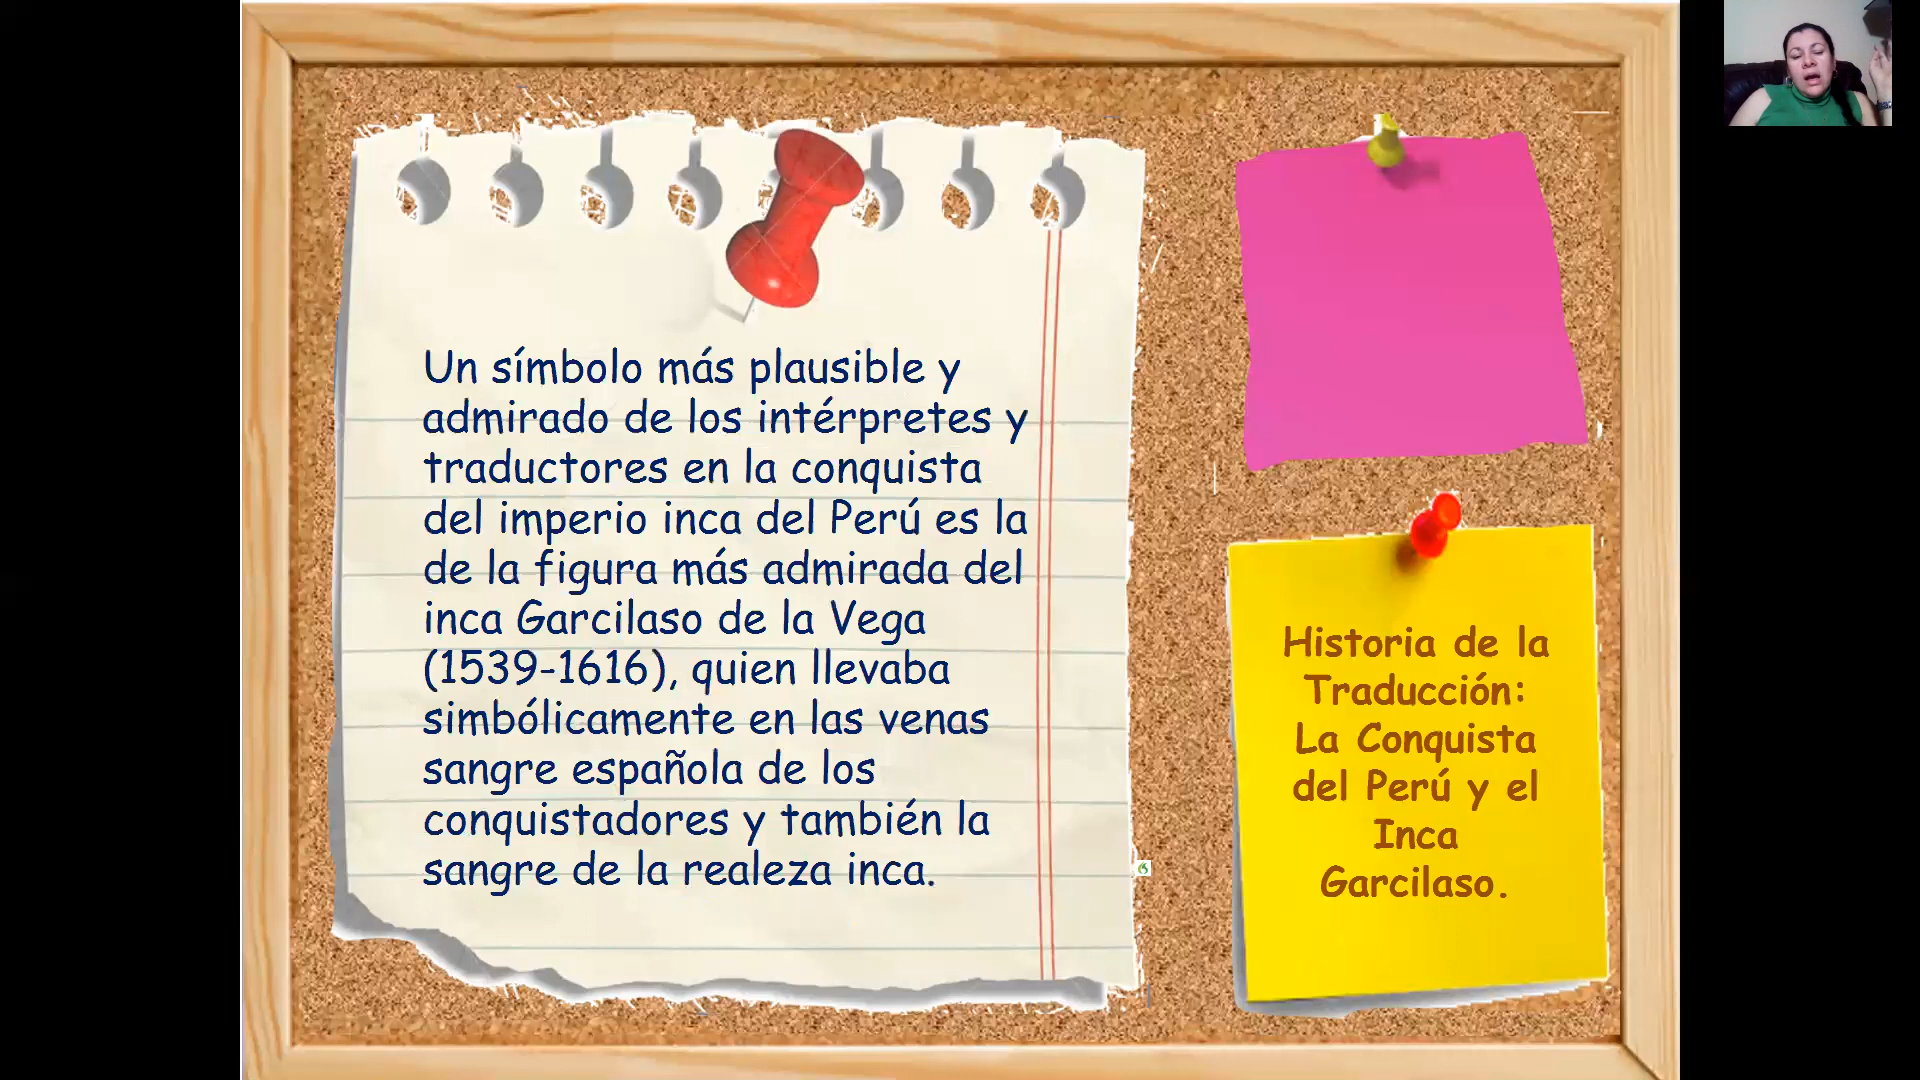 Un símbolo más plausible y
admirado de los intérpretes y
traductores en la conquista
del imperio inca del Perú es la
de la figura más admirada del
inca Garcilaso de la Vega
(1539-1616), quien llevaba
simbólicamente en las venas
sangre española de los
conquistadores y también la
sangre de la realeza inca.
Historia de la
Traducción:
La Conquista
del Perú y el
Inca
Garcilaso.